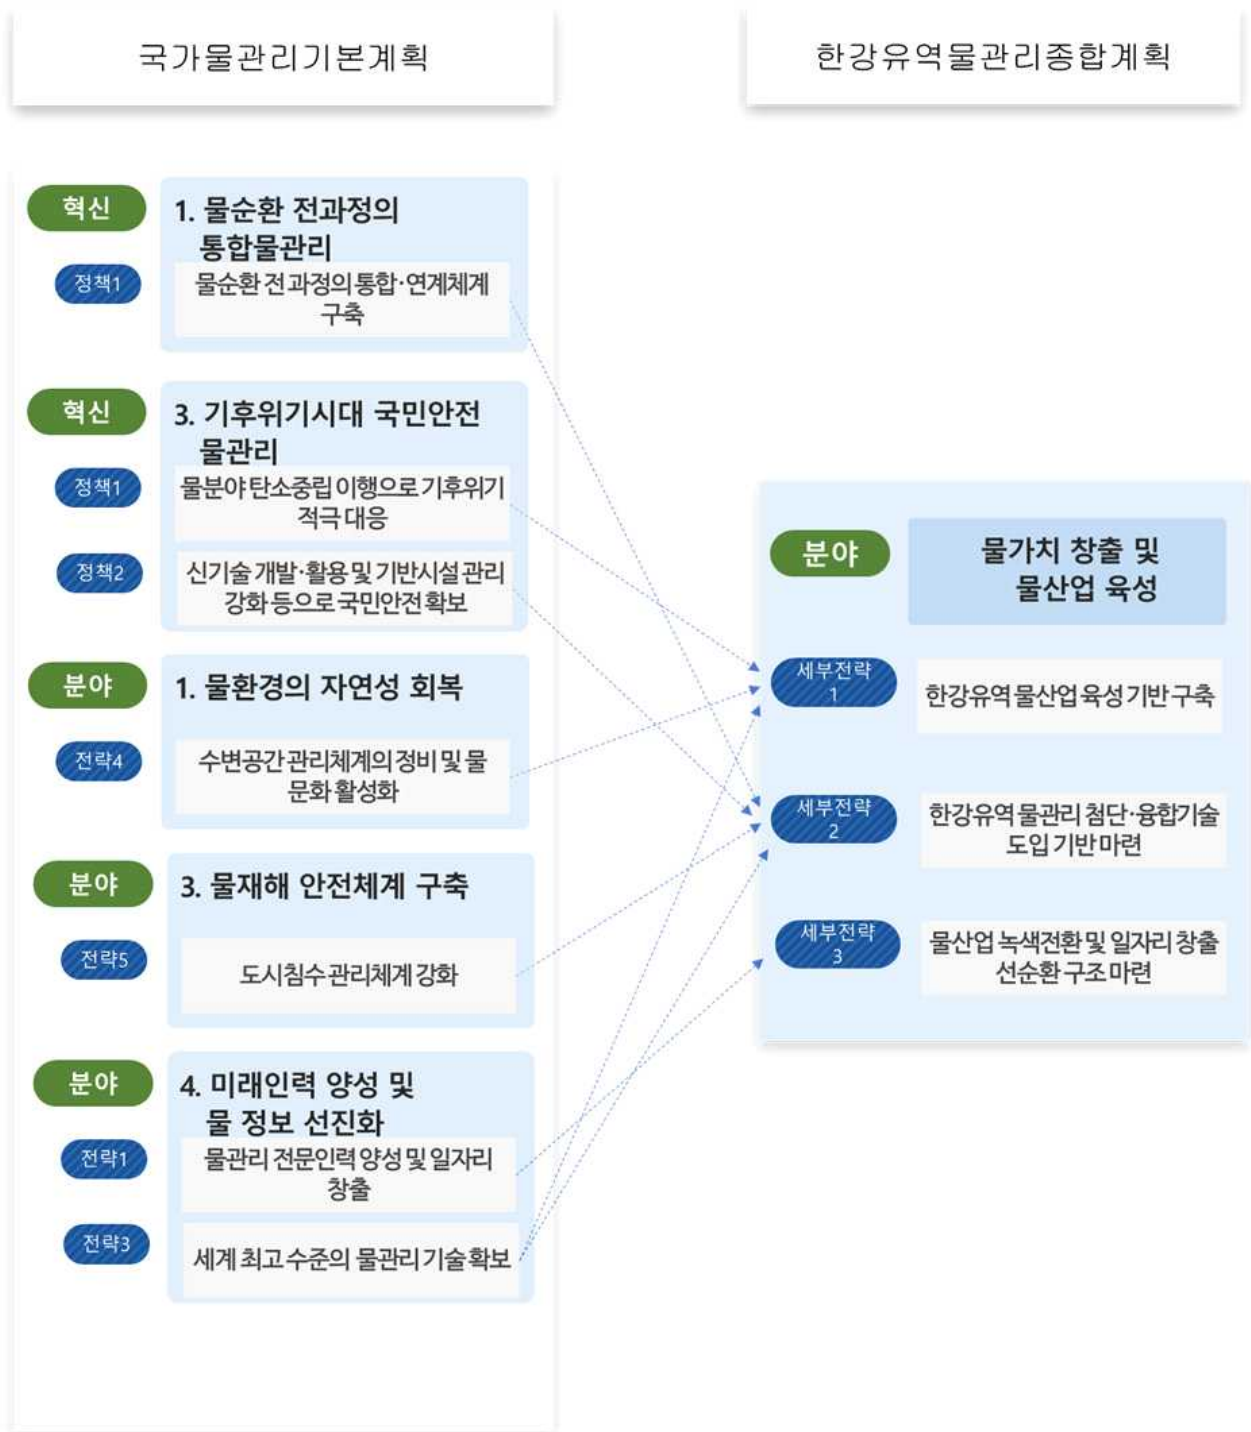 국가물관리기본계획
한강유역물관리종합계획
혁신
1. 물순환 전과정의
통합물관리
정책1
물순환 전 과정의 통합·연계체계
구축
혁신
3. 기후위기시대 국민안전
물관리
정책1
물분야 탄소중립 이행으로 기후위기
적극 대응
정책2
신기술 개발·활용 및 기반시설 관리
강화 등으로 국민안전 확보
분야
1. 물환경의 자연성 회복
전략4
수변공간 관리체계의 정비 및 물
문화 활성화
분야
3. 물재해 안전체계 구축
전략5
도시침수 관리체계 강화
분야
4. 미래인력 양성 및
물 정보 선진화
전략1
물관리 전문인력 양성 및 일자리
창출
전략3
세계 최고 수준의 물관리 기술 확보
분야
물가치 창출 및
물산업 육성
세부전략
1
한강유역 물산업 육성 기반 구축
세부전략
2
한강유역 물관리 첨단·융합기술
도입 기반 마련
세부전략
3
물산업 녹색전환 및 일자리 창출
선순환 구조 마련